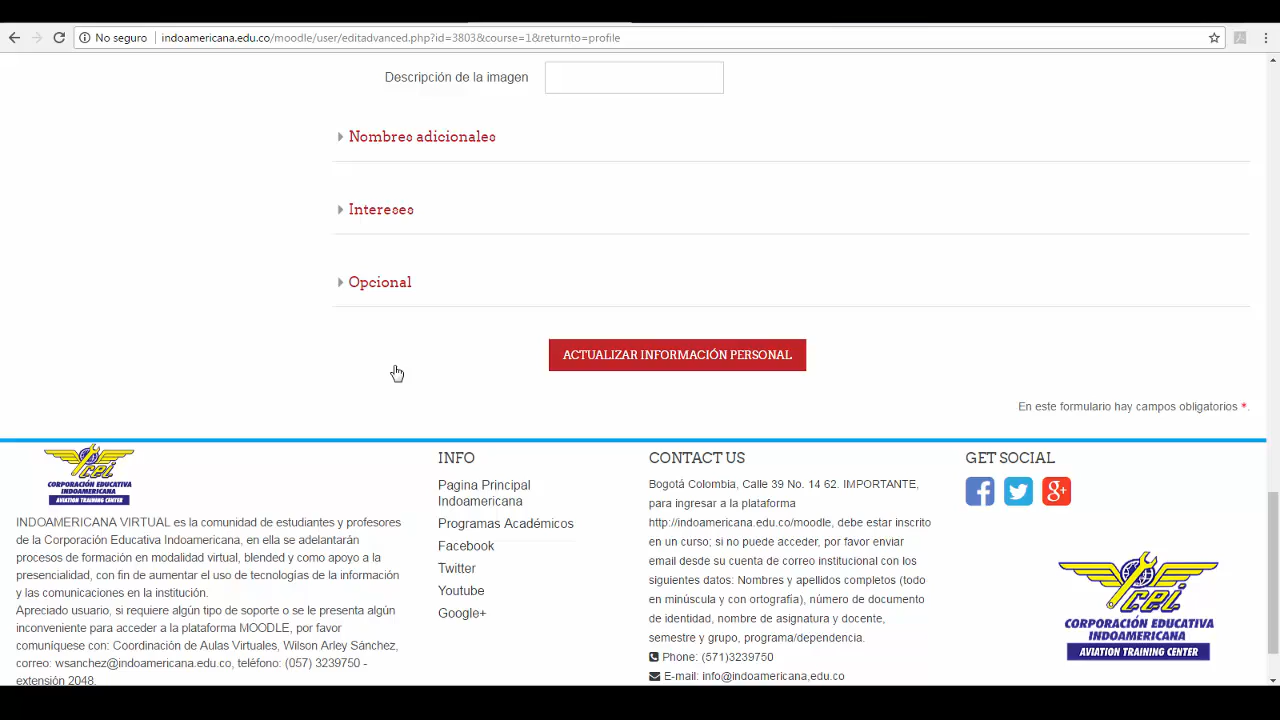 No seguro
indoamericana.edu.co/moodle/user/editadvanced.php?id=3803&course=1&returnto=profile
Descripción de la imagen
Nombres adicionales
Intereses
Opcional
ACTUALIZAR INFORMACIÓN PERSONAL
En este formulario hay campos obligatorios *.
cei
CORPORACIÓN EDUCATIVA
INDOAMERICANA
AVIATION TRAINING CENTER
INDOAMERICANA VIRTUAL es la comunidad de estudiantes y profesores
de la Corporación Educativa Indoamericana, en ella se adelantarán
procesos de formación en modalidad virtual, blended y como apoyo a la
presencialidad, con fin de aumentar el uso de tecnologías de la información
y las comunicaciones en la institución.
Apreciado usuario, si requiere algún tipo de soporte o se le presenta algún
inconveniente para acceder a la plataforma MOODLE, por favor
comuníquese con: Coordinación de Aulas Virtuales, Wilson Arley Sánchez,
correo: wsanchez@indoamericana.edu.co, teléfono: (057) 3239750 -
extensión 2048.
INFO
Pagina Principal
Indoamericana
Programas Académicos
Facebook
Twitter
Youtube
Google+
CONTACT US
Bogotá Colombia, Calle 39 No. 14 62. IMPORTANTE,
para ingresar a la plataforma
http://indoamericana.edu.co/moodle, debe estar inscrito
en un curso; si no puede acceder, por favor enviar
email desde su cuenta de correo institucional con los
siguientes datos: Nombres y apellidos completos (todo
en minúscula y con ortografía), número de documento
de identidad, nombre de asignatura y docente,
semestre y grupo, programa/dependencia.
Phone: (571)3239750
E-mail: info@indoamericana,edu.co
GET SOCIAL
cei
CORPORACIÓN EDUCATIVA
INDOAMERICANA
AVIATION TRAINING CENTER